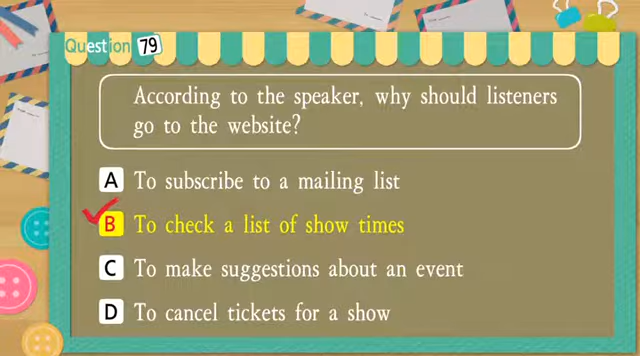 Question 79
According to the speaker, why should listeners
go to the website?
A To subscribe to a mailing list
B To check a list of show times
C To make suggestions about an event
D To cancel tickets for a show